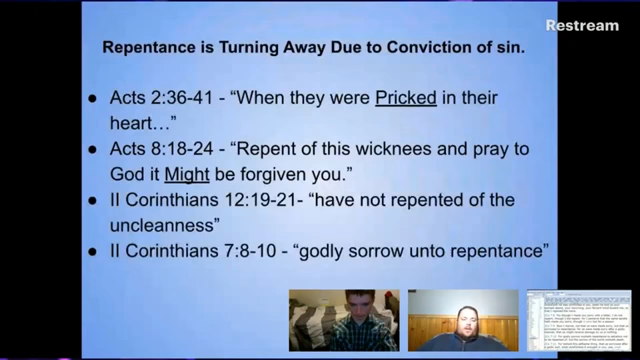 Restream
Repentance is Turning Away Due to Conviction of sin.
● Acts 2:36-41 - “When they were Pricked in their
heart…”
● Acts 8:18-24 - “Repent of this wicknees and pray to
God it Might be forgiven you.”
● II Corinthians 12:19-21- “have not repented of the
uncleanness”
● II Corinthians 7:8-10 - “godly sorrow unto repentance”